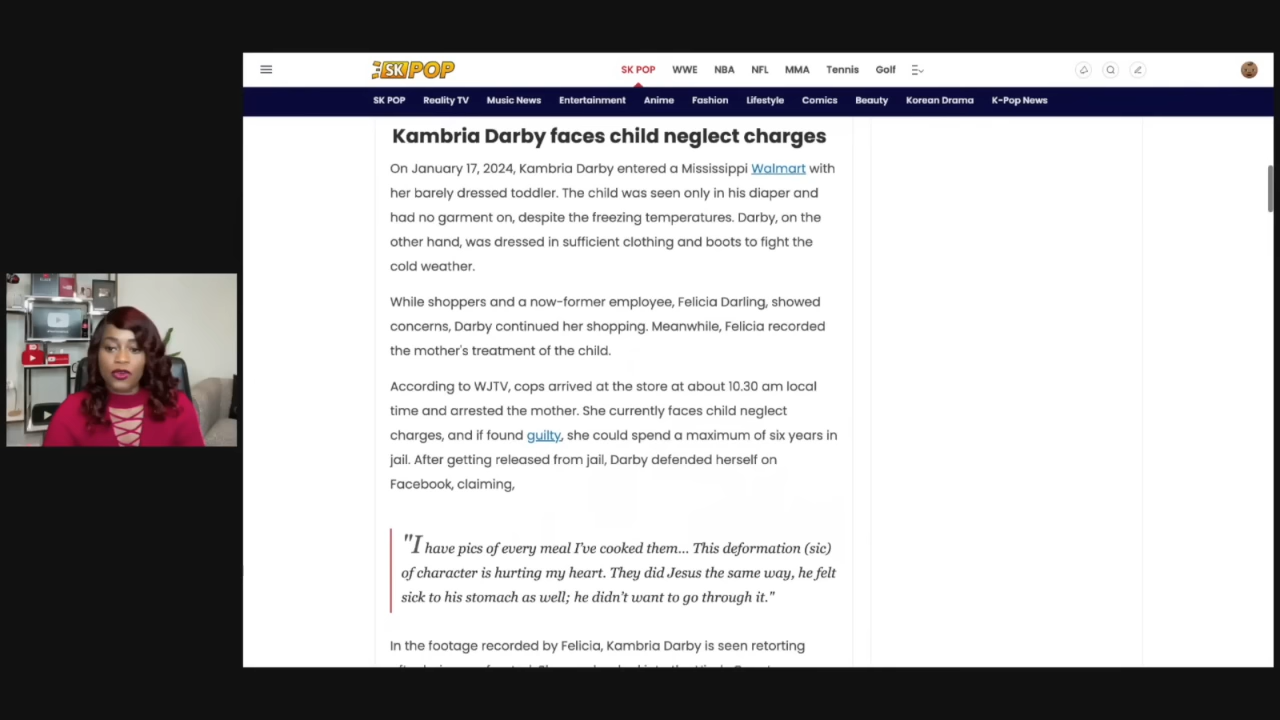 SK POP
SK POP WWE NBA NFL MMA Tennis Golf
SK POP Reality TV Music News Entertainment Anime Fashion Lifestyle Comics Beauty Korean Drama K-Pop News
Kambria Darby faces child neglect charges
On January 17, 2024, Kambria Darby entered a Mississippi Walmart with
her barely dressed toddler. The child was seen only in his diaper and
had no garment on, despite the freezing temperatures. Darby, on the
other hand, was dressed in sufficient clothing and boots to fight the
cold weather.
While shoppers and a now-former employee, Felicia Darling, showed
concerns, Darby continued her shopping. Meanwhile, Felicia recorded
the mother's treatment of the child.
According to WJTV, cops arrived at the store at about 10.30 am local
time and arrested the mother. She currently faces child neglect
charges, and if found guilty, she could spend a maximum of six years in
jail. After getting released from jail, Darby defended herself on
Facebook, claiming,
"I have pics of every meal I've cooked them... This deformation (sic)
of character is hurting my heart. They did Jesus the same way, he felt
sick to his stomach as well; he didn't want to go through it."
In the footage recorded by Felicia, Kambria Darby is seen retorting